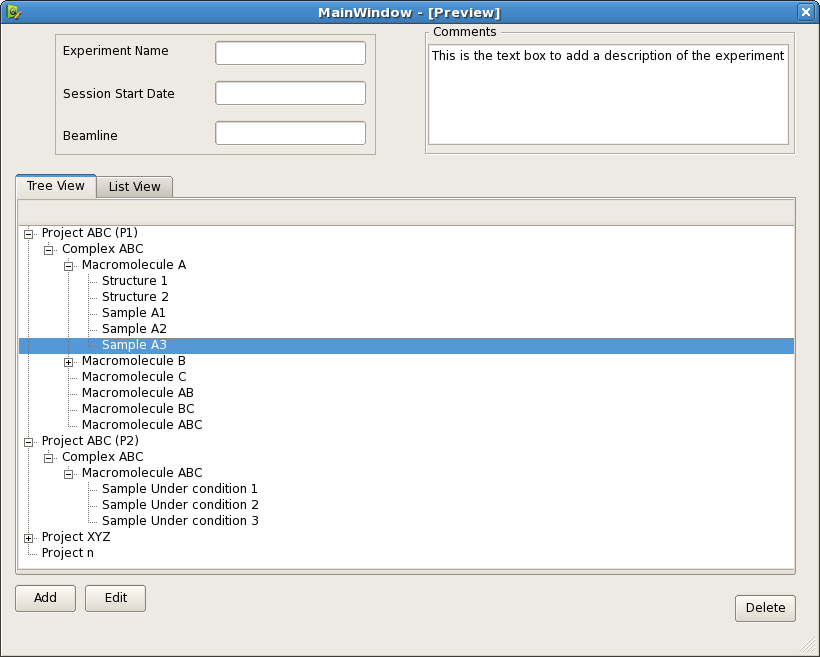 MainWindow - [Preview]
Experiment Name
Session Start Date
Beamline
Comments
This is the text box to add a description of the experiment
Tree View
List View
Project ABC (P1)
Complex ABC
Macromolecule A
Structure 1
Structure 2
Sample A1
Sample A2
Sample A3
Macromolecule B
Macromolecule C
Macromolecule AB
Macromolecule BC
Macromolecule ABC
Project ABC (P2)
Complex ABC
Macromolecule ABC
Sample Under condition 1
Sample Under condition 2
Sample Under condition 3
Project XYZ
Project n
Add
Edit
Delete